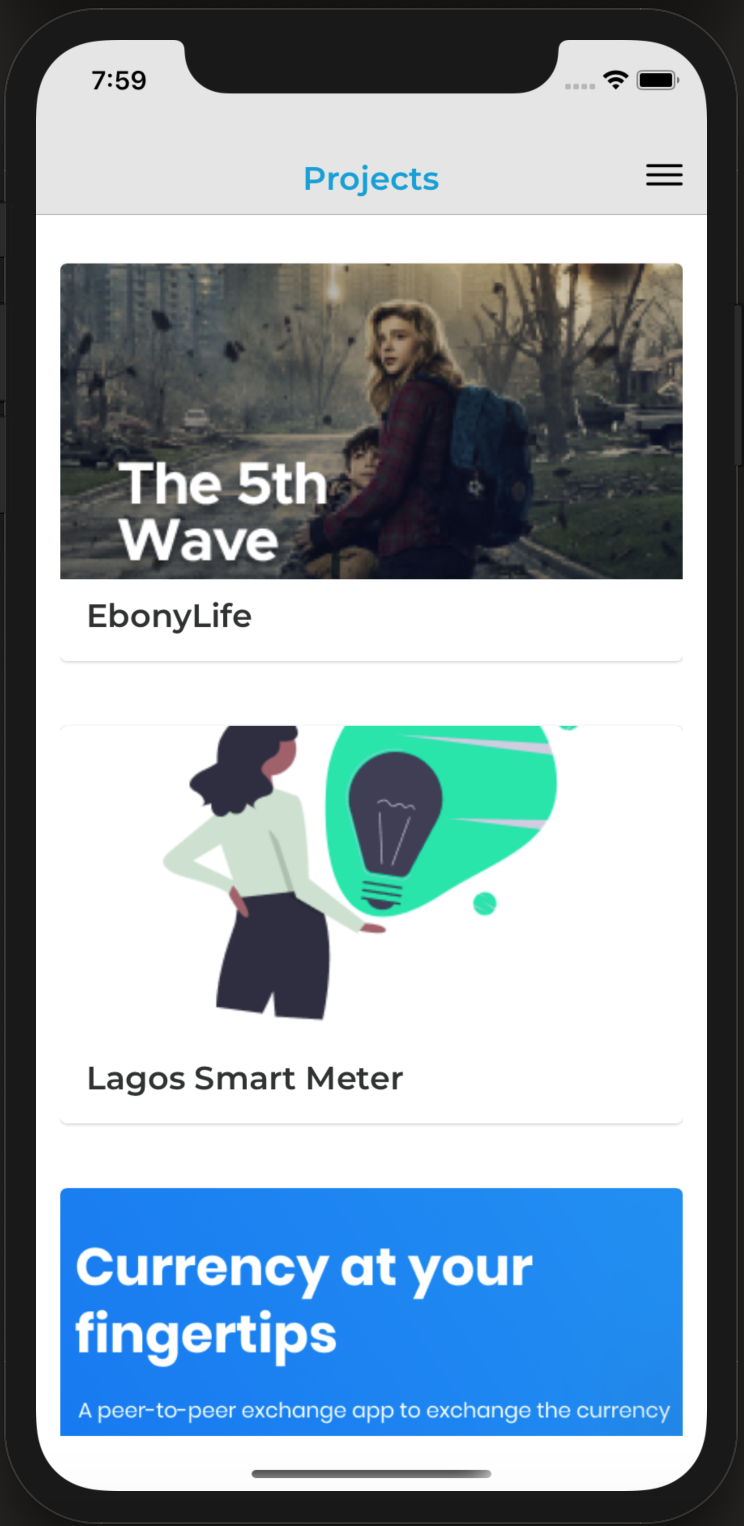 7:59
Projects
The 5th
Wave
EbonyLife
Lagos Smart Meter
Currency at your
fingertips
A peer-to-peer exchange app to exchange the currency